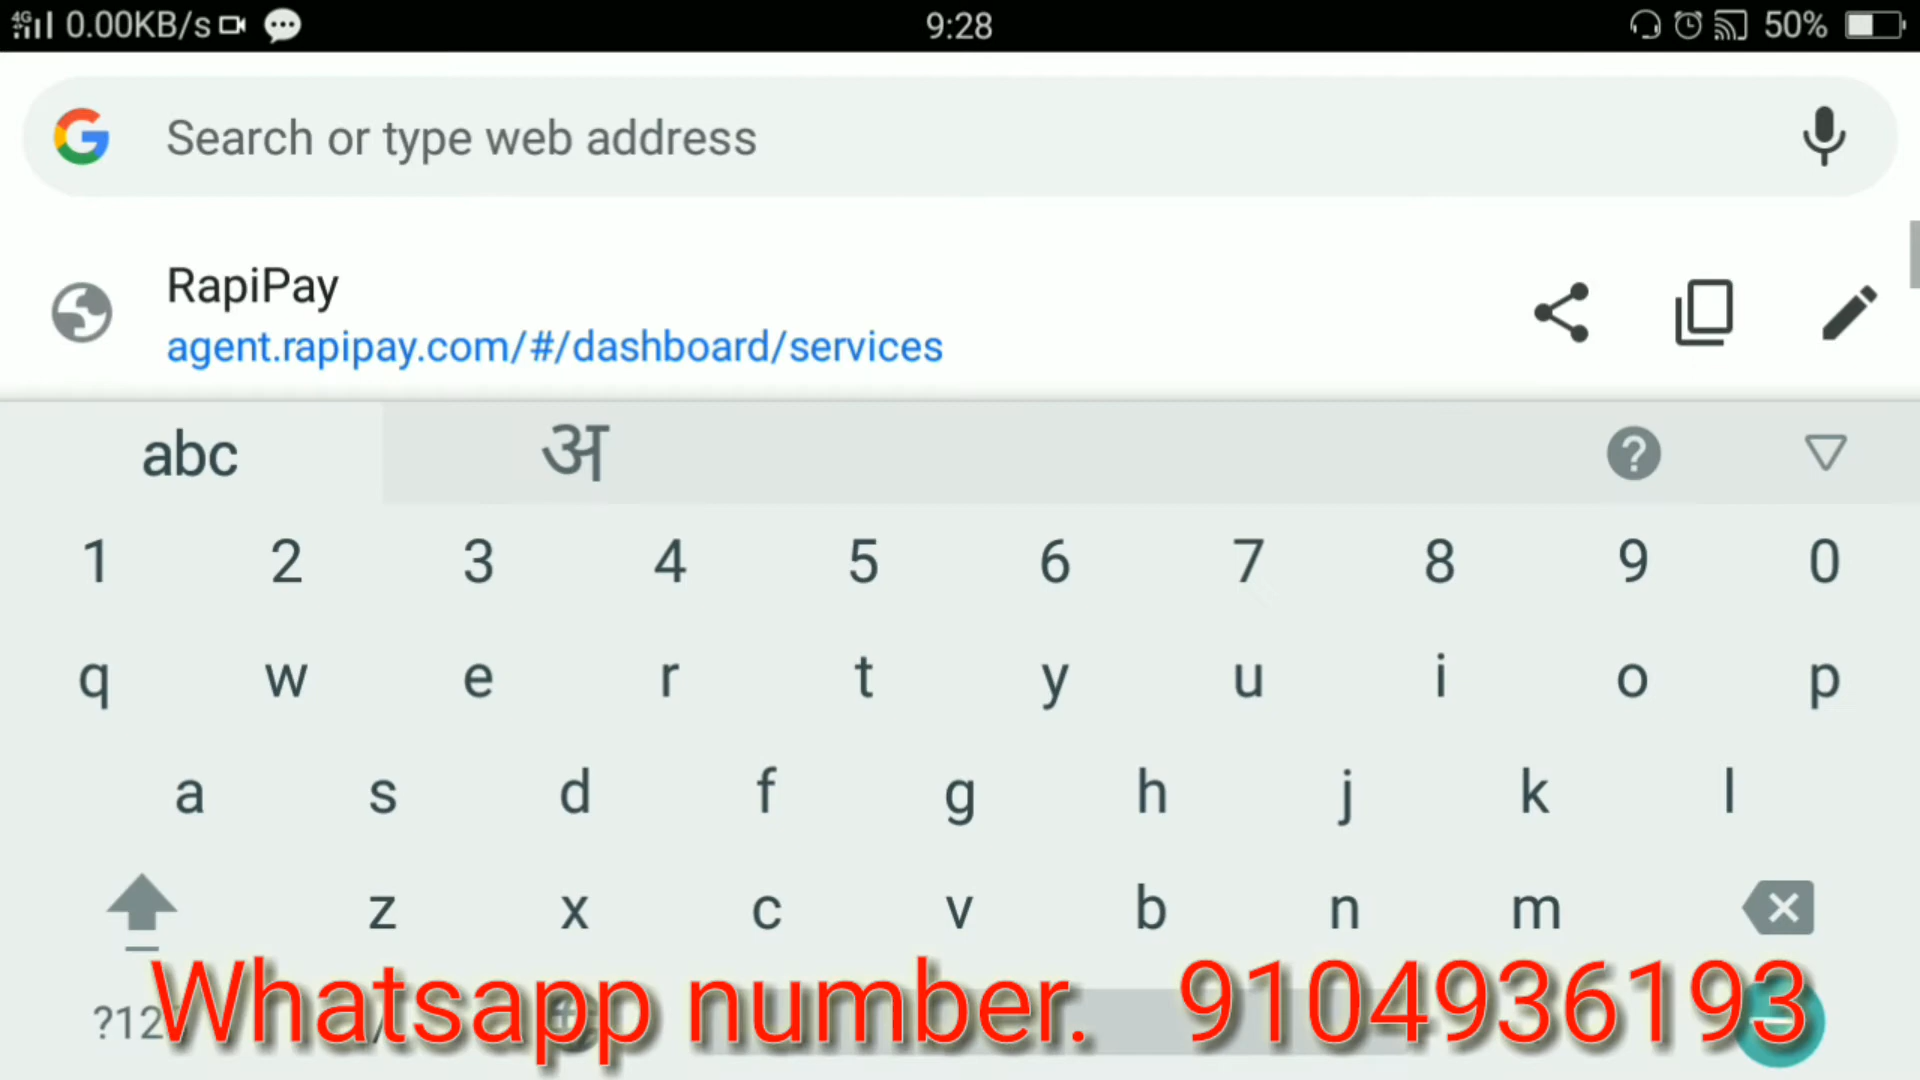 4G 0.00KB/s 9:28 50%
Search or type web address
RapiPay
agent.rapipay.com/#/dashboard/services
abc अ ?
1 2 3 4 5 6 7 8 9 0
q w e r t y u i o p
a s d f g h j k l
z x c v b n m
?12 /
Whatsapp number. 9104936193